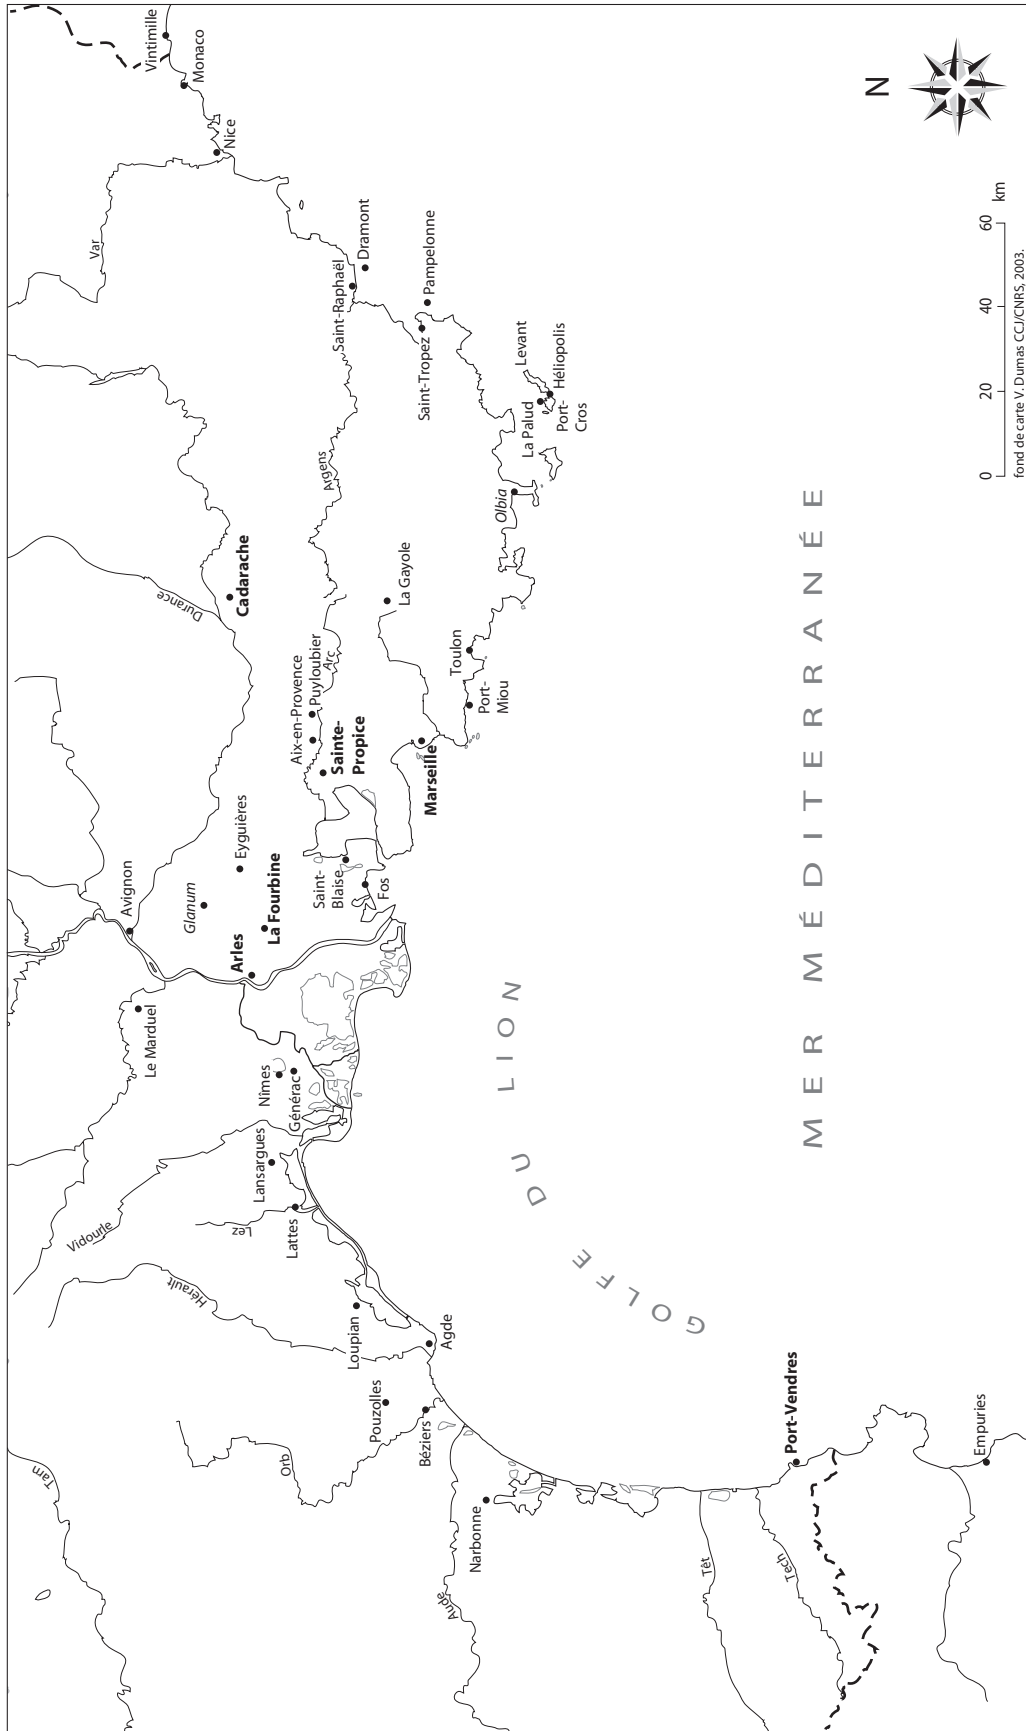 Vintimille
Monaco
Nice
Var
N
Saint-Raphaël
Dramont
Pampelonne
Saint-Tropez
Levant
Héliopolis
La Palud
Port-
Cros
Argens
Olbia
Cadarache
Durance
La Gayole
Toulon
Port-
Miou
Aix-en-Provence
Puyloubier
Arc
Sainte-
Propice
Marseille
Eyguières
Glanum
Avignon
La Fourbine
Saint-
Blaise
Fos
Arles
Le Marduel
Nîmes
Générac
Lansargues
Vidourle
Lez
Lattes
Hérault
Loupian
Agde
Pouzolles
Béziers
Orb
Tarn
Narbonne
Aude
Têt
Tech
Port-Vendres
Empuries
GOLFE DU LION
MER MÉDITERRANÉE
0 20 40 60 km
fond de carte V. Dumas CCJ/CNRS, 2003.